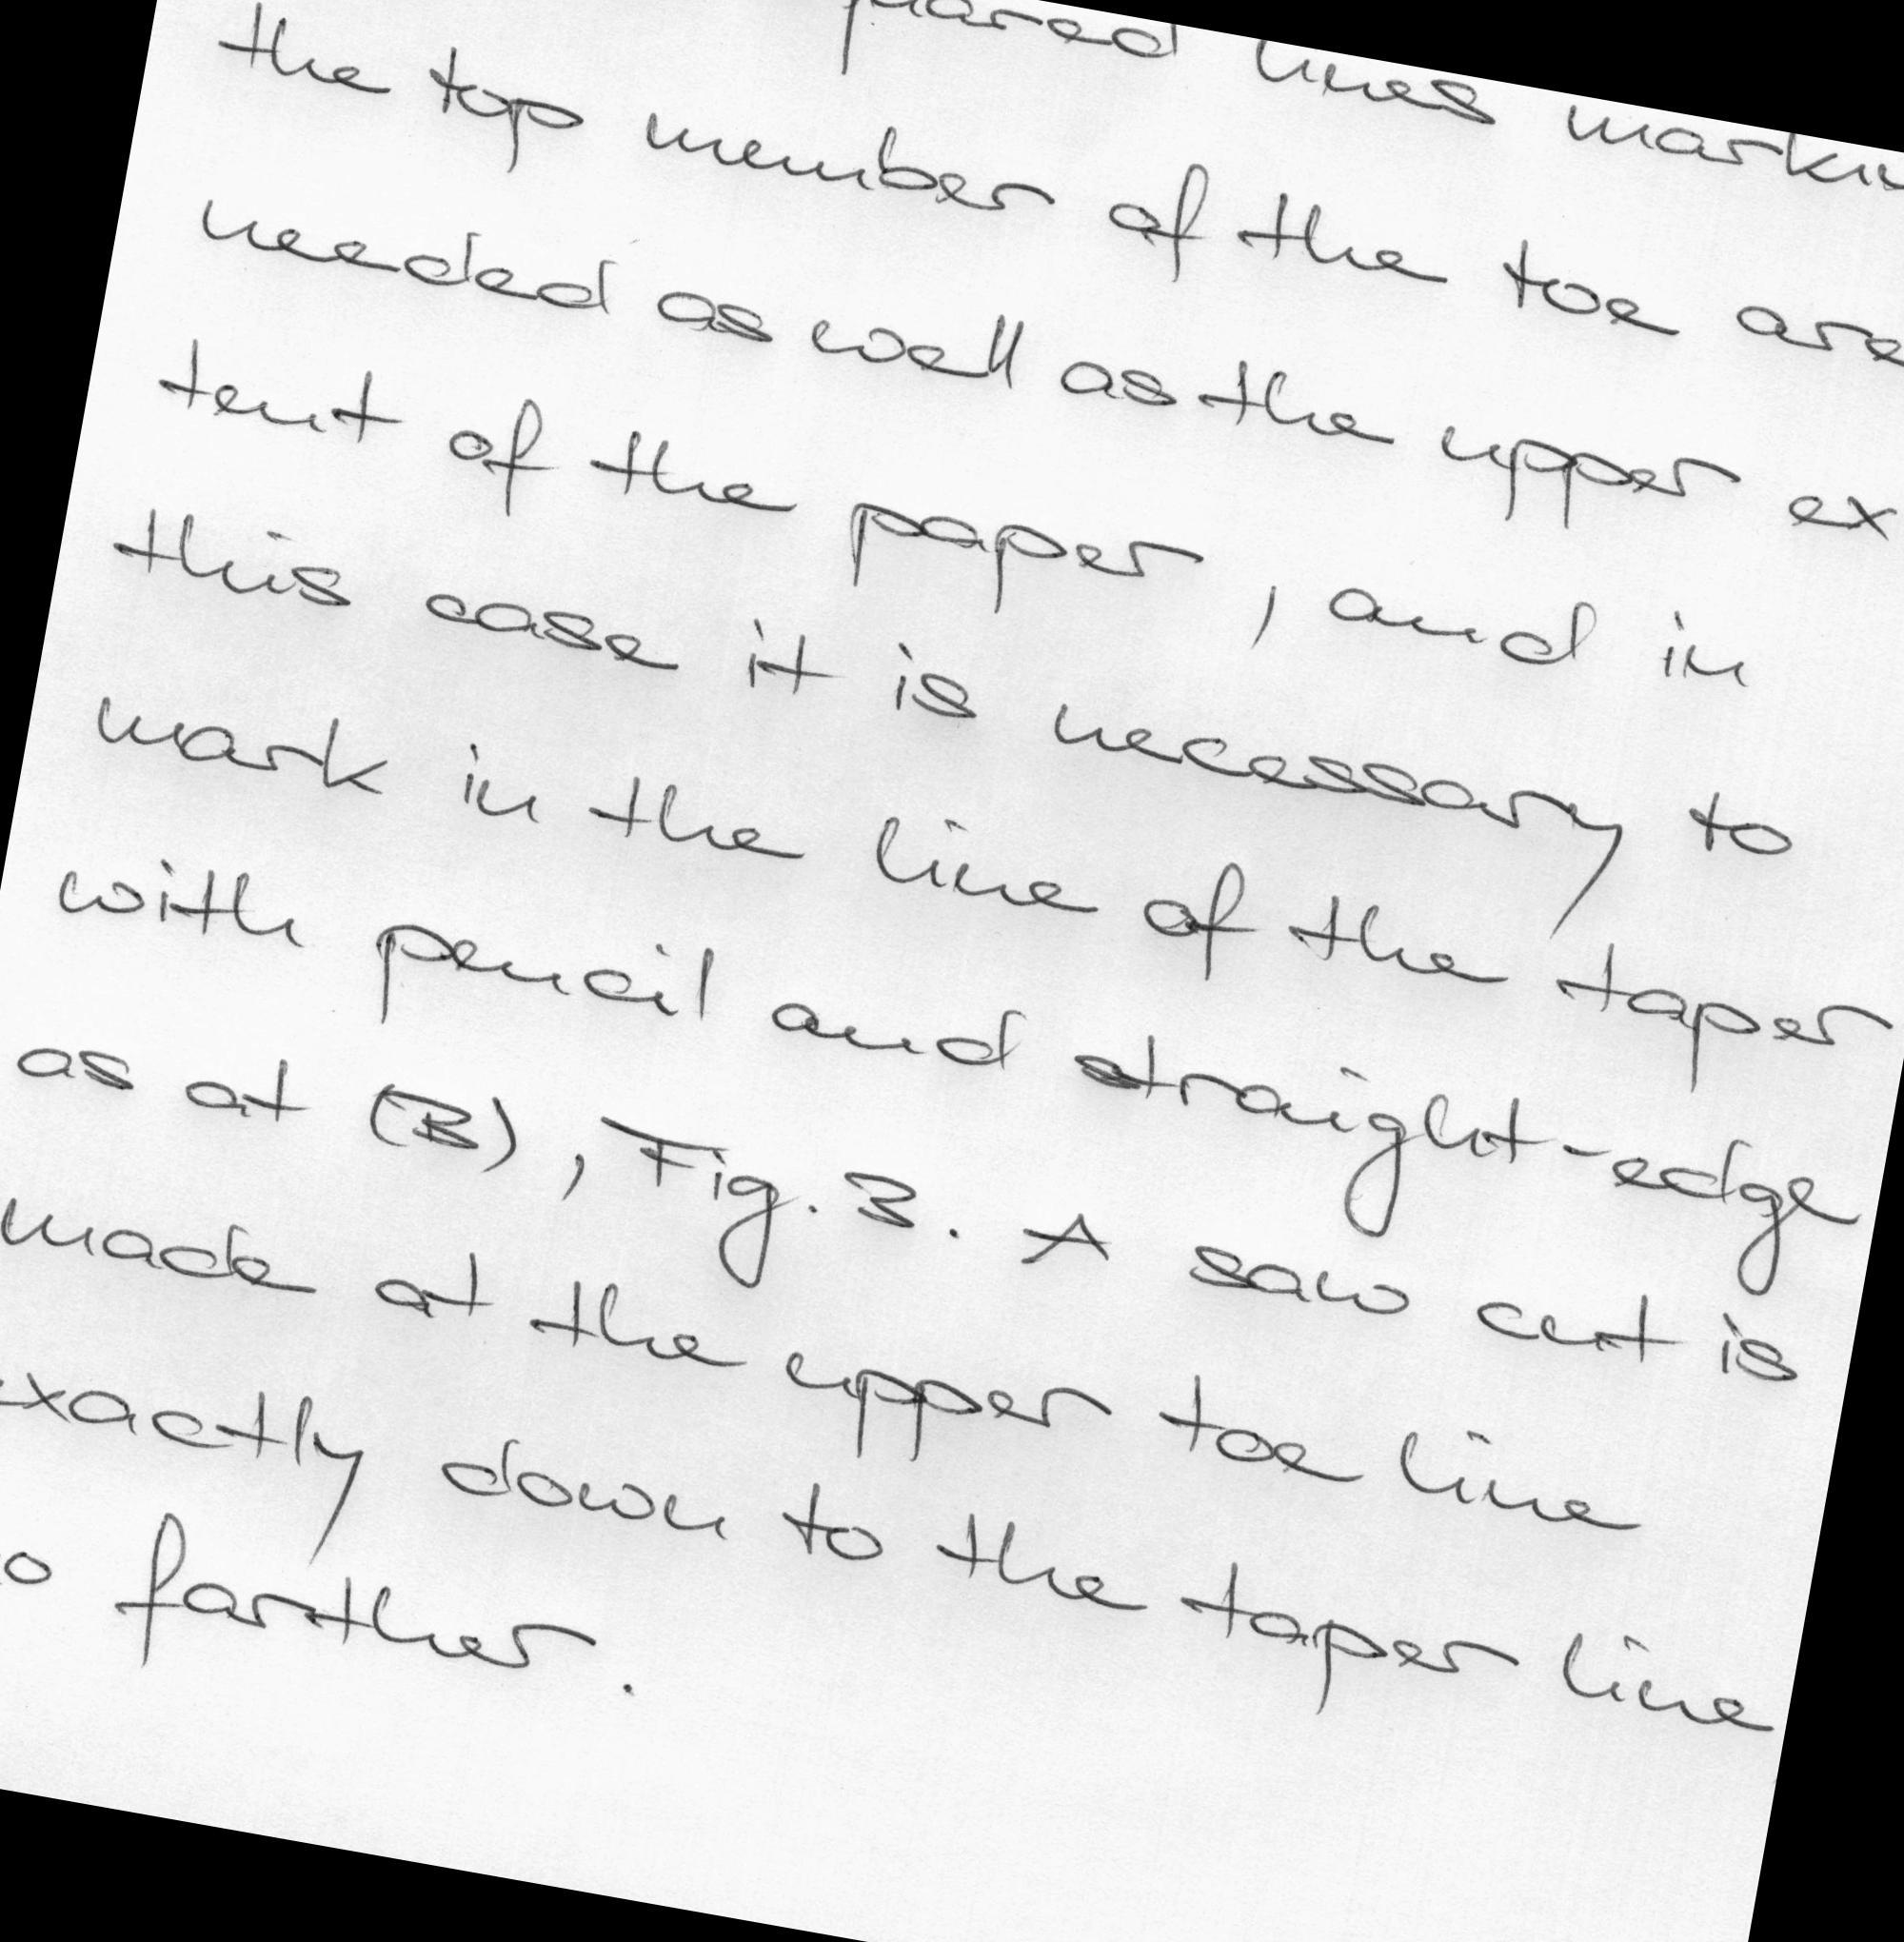 lines
the top member of the toe are
needed as well as the upper ex
tent of the paper, and in
this case it is necessary to
mark in the line of the taper
with pencil and straight-edge
as at (B), Fig. 3. A saw cut is
made at the upper toe line
exactly down to the taper line
farther.